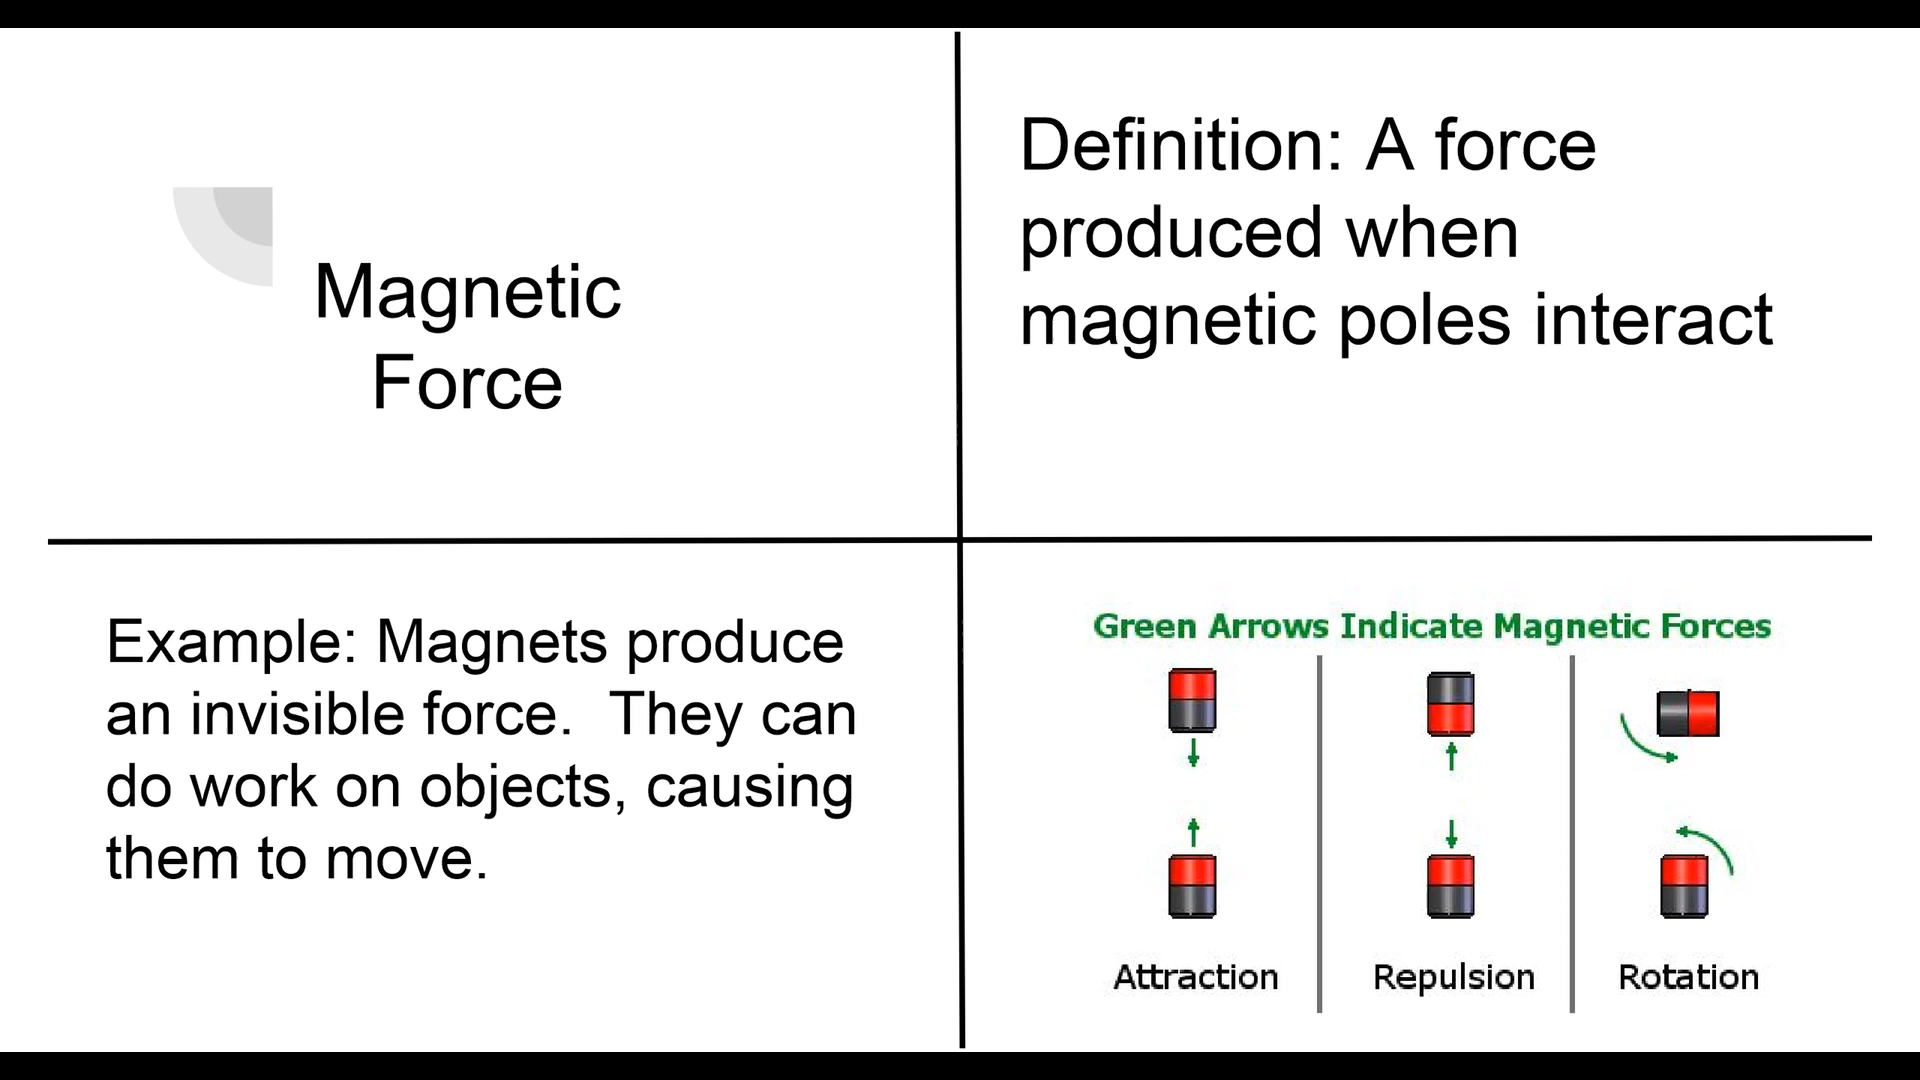 Magnetic
Force
Definition: A force
produced when
magnetic poles interact
Example: Magnets produce
an invisible force.  They can
do work on objects, causing
them to move.
Green Arrows Indicate Magnetic Forces
Attraction
Repulsion
Rotation